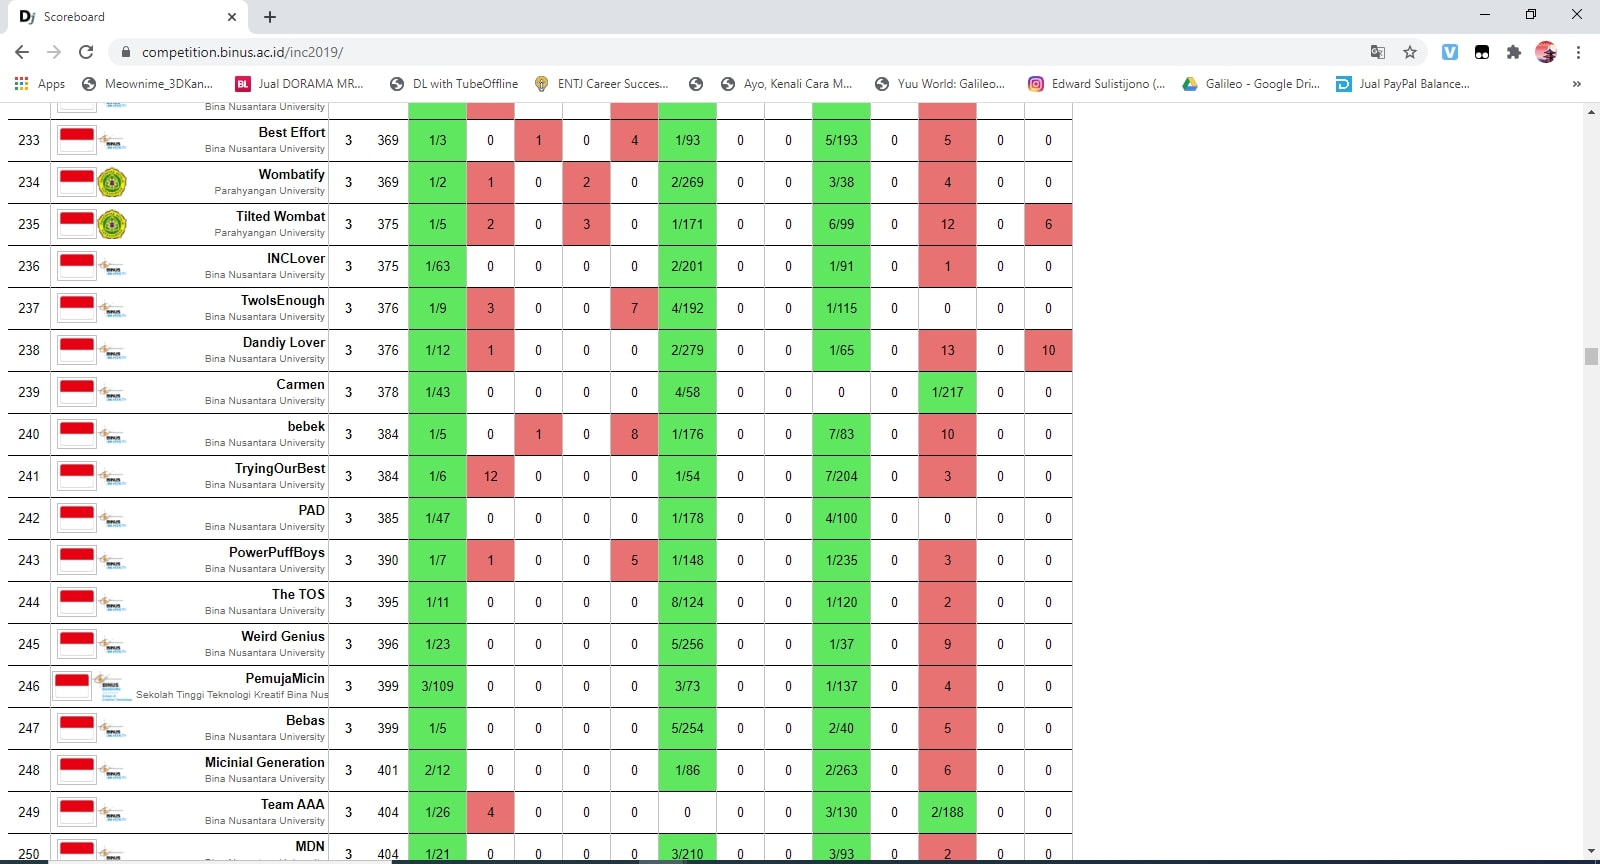 Dj Scoreboard
competition.binus.ac.id/inc2019/
Apps Meownime_3DKan... BL Jual DORAMA MR... DL with TubeOffline ENTJ Career Succes... Ayo, Kenali Cara M... Yuu World: Galileo... Edward Sulistijono (... Galileo - Google Dri... Jual PayPal Balance... »
Bina Nusantara University
233 Best Effort 3 369 1/3 0 1 0 4 1/93 0 0 5/193 0 5 0 0
Bina Nusantara University
234 Wombatify 3 369 1/2 1 0 2 0 2/269 0 0 3/38 0 4 0 0
Parahyangan University
235 Tilted Wombat 3 375 1/5 2 0 3 0 1/171 0 0 6/99 0 12 0 6
Parahyangan University
236 INCLover 3 375 1/63 0 0 0 0 2/201 0 0 1/91 0 1 0 0
Bina Nusantara University
237 TwoIsEnough 3 376 1/9 3 0 0 7 4/192 0 0 1/115 0 0 0 0
Bina Nusantara University
238 Dandiy Lover 3 376 1/12 1 0 0 0 2/279 0 0 1/65 0 13 0 10
Bina Nusantara University
239 Carmen 3 378 1/43 0 0 0 0 4/58 0 0 0 0 1/217 0 0
Bina Nusantara University
240 bebek 3 384 1/5 0 1 0 8 1/176 0 0 7/83 0 10 0 0
Bina Nusantara University
241 TryingOurBest 3 384 1/6 12 0 0 0 1/54 0 0 7/204 0 3 0 0
Bina Nusantara University
242 PAD 3 385 1/47 0 0 0 0 1/178 0 0 4/100 0 0 0 0
Bina Nusantara University
243 PowerPuffBoys 3 390 1/7 1 0 0 5 1/148 0 0 1/235 0 3 0 0
Bina Nusantara University
244 The TOS 3 395 1/11 0 0 0 0 8/124 0 0 1/120 0 2 0 0
Bina Nusantara University
245 Weird Genius 3 396 1/23 0 0 0 0 5/256 0 0 1/37 0 9 0 0
Bina Nusantara University
246 PemujaMicin 3 399 3/109 0 0 0 0 3/73 0 0 1/137 0 4 0 0
Sekolah Tinggi Teknologi Kreatif Bina Nus
247 Bebas 3 399 1/5 0 0 0 0 5/254 0 0 2/40 0 5 0 0
Bina Nusantara University
248 Micinial Generation 3 401 2/12 0 0 0 0 1/86 0 0 2/263 0 6 0 0
Bina Nusantara University
249 Team AAA 3 404 1/26 4 0 0 0 0 0 0 3/130 0 2/188 0 0
Bina Nusantara University
250 MDN 3 404 1/21 0 0 0 0 3/210 0 0 3/93 0 2 0 0